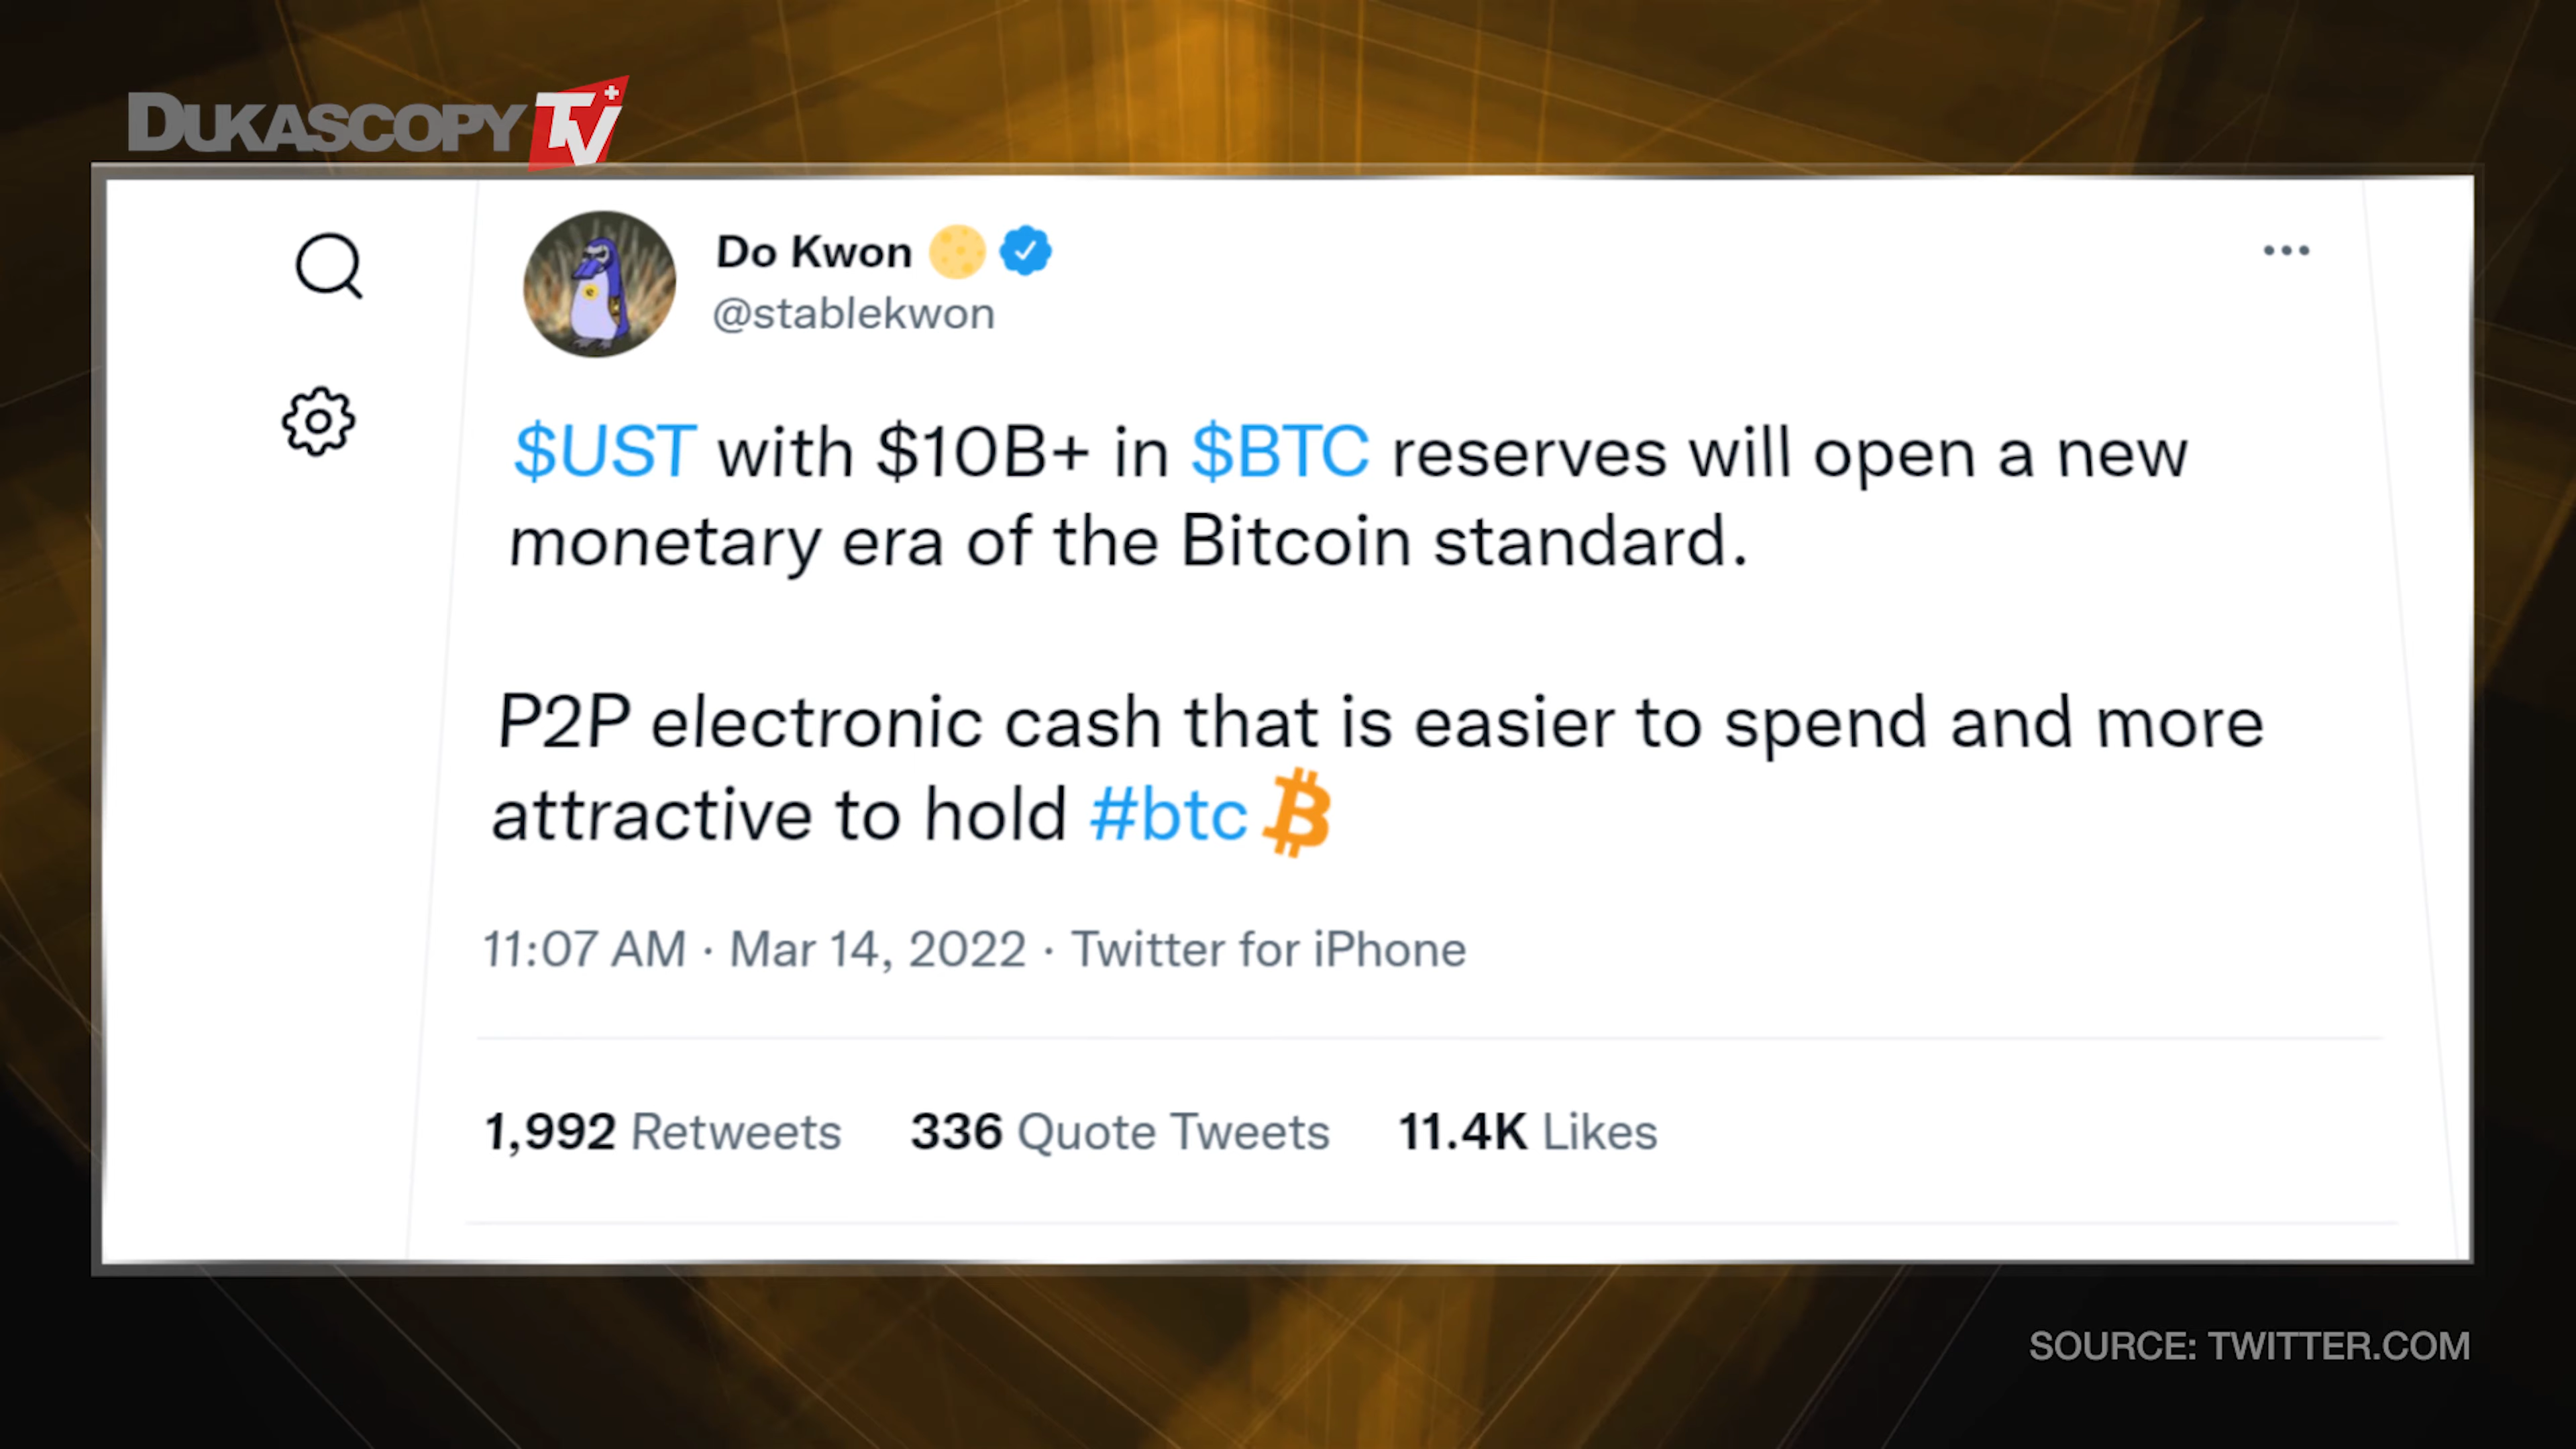 DUKASCOPY TV
Do Kwon
@stablekwon
$UST with $10B+ in $BTC reserves will open a new
monetary era of the Bitcoin standard.
P2P electronic cash that is easier to spend and more
attractive to hold #btc
11:07 AM · Mar 14, 2022 · Twitter for iPhone
1,992 Retweets 336 Quote Tweets 11.4K Likes
SOURCE: TWITTER.COM